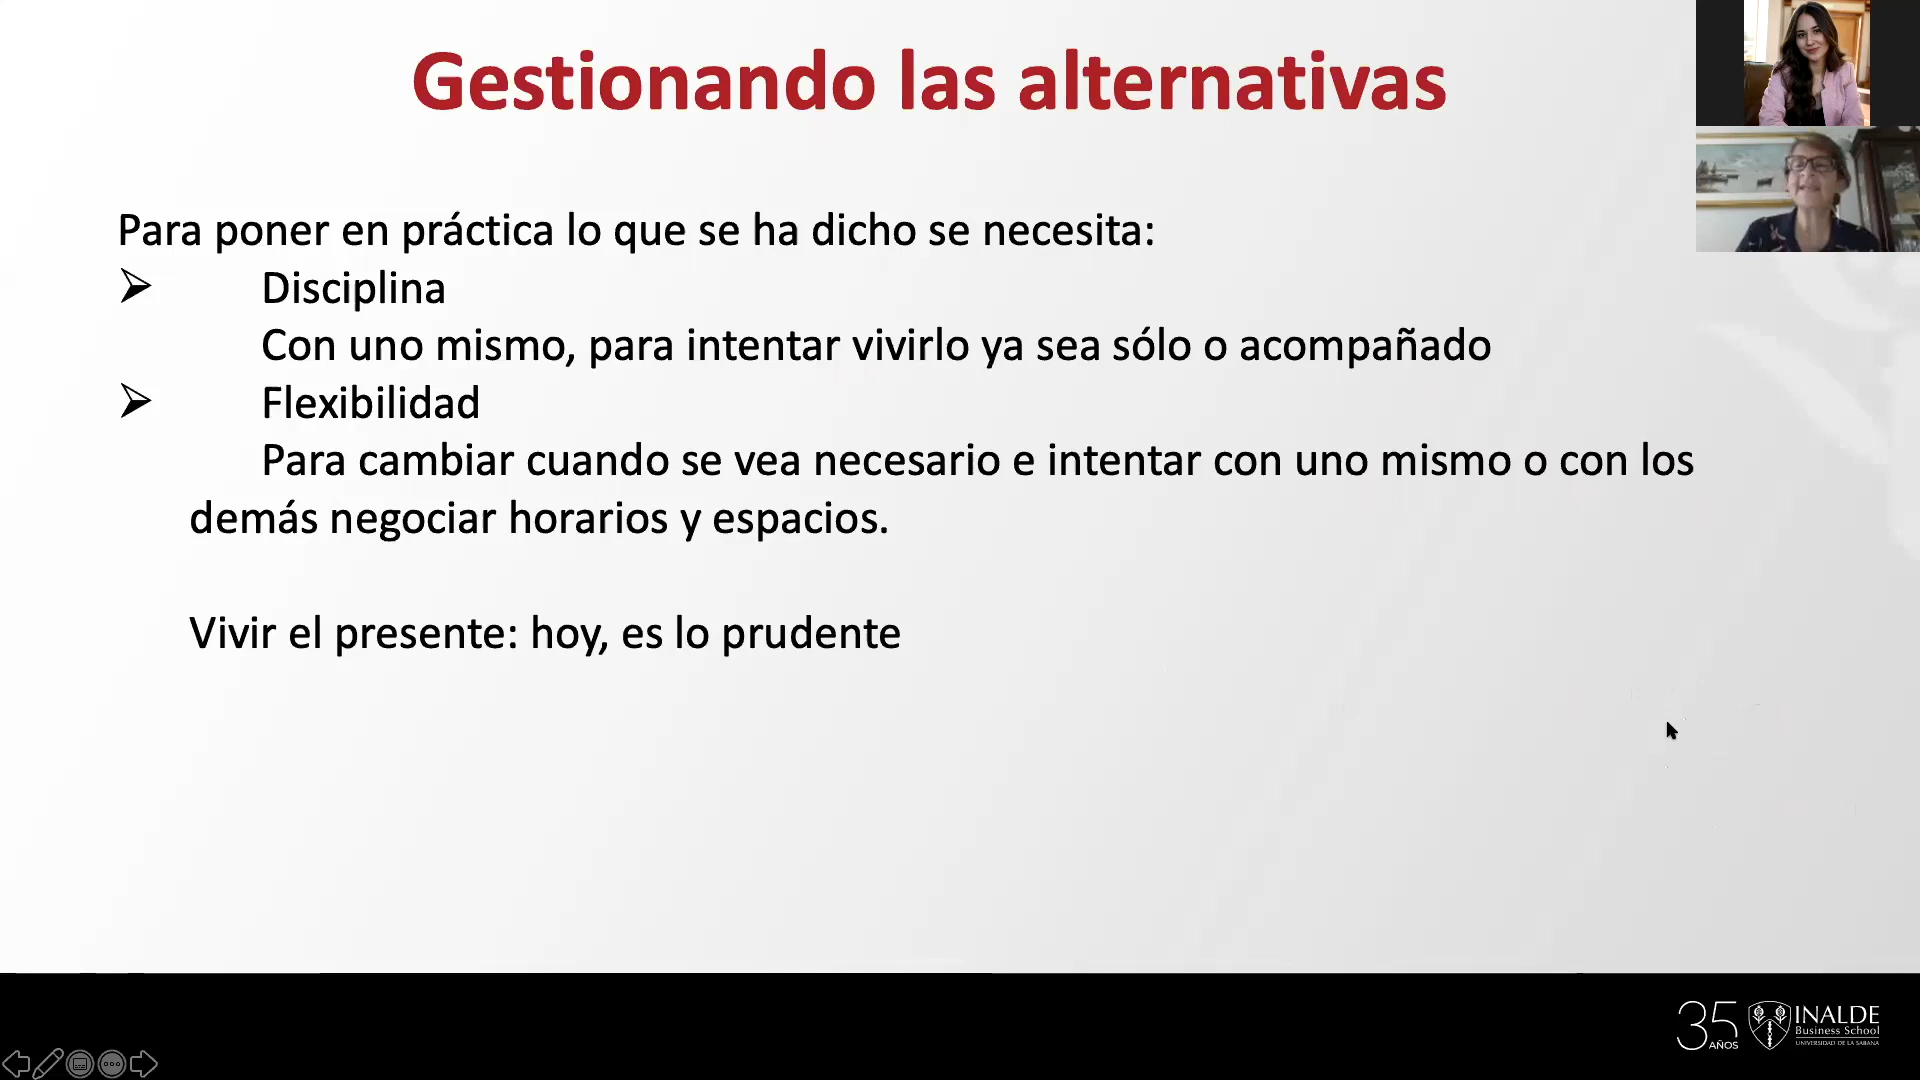 Gestionando las alternativas
Para poner en práctica lo que se ha dicho se necesita:
➢ Disciplina
Con uno mismo, para intentar vivirlo ya sea sólo o acompañado
➢ Flexibilidad
Para cambiar cuando se vea necesario e intentar con uno mismo o con los
demás negociar horarios y espacios.
Vivir el presente: hoy, es lo prudente
35 AÑOS
INALDE
Business School
UNIVERSIDAD DE LA SABANA